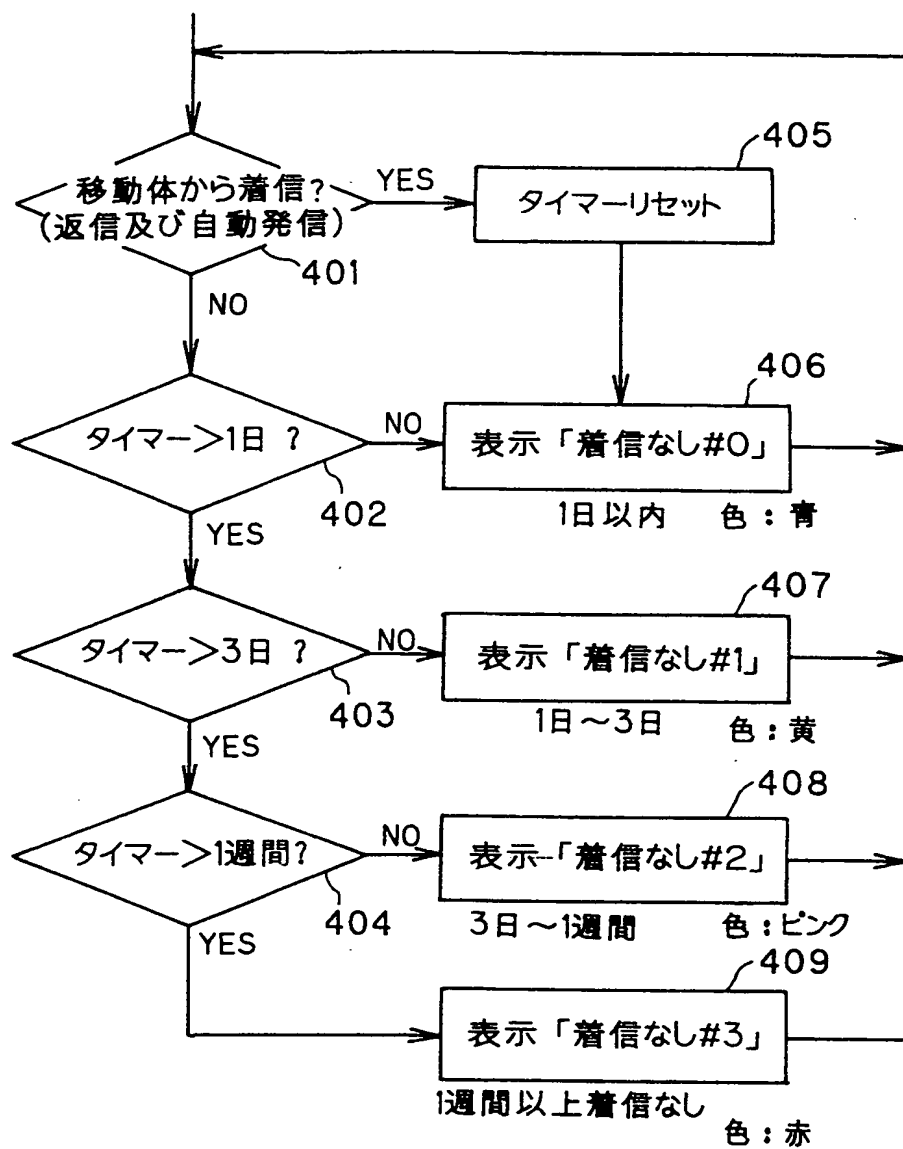 405
移動体から着信?
(返信及び自動発信)
YES
タイマーリセット
401
NO
406
タイマー>1日 ?
NO
表示「着信なし#0」
402
1日以内 色:青
YES
407
タイマー>3日 ?
NO
表示「着信なし#1」
403
1日~3日 色:黄
YES
408
タイマー>1週間?
NO
表示「着信なし#2」
404
3日~1週間 色:ピンク
YES
409
表示「着信なし#3」
1週間以上着信なし
色:赤